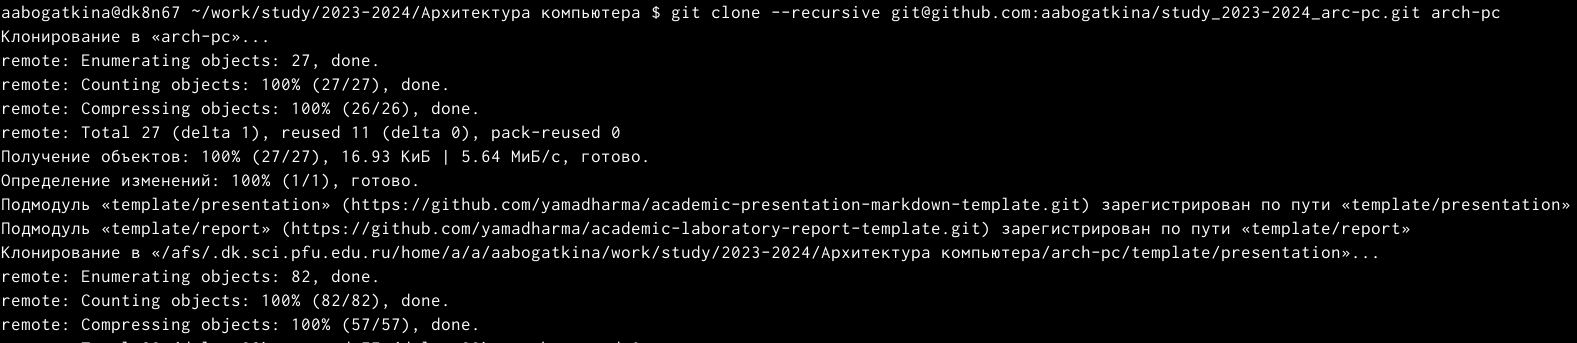 aabogatkina@dk8n67 ~/work/study/2023-2024/Архитектура компьютера $ git clone --recursive git@github.com:aabogatkina/study_2023-2024_arc-pc.git arch-pc
Клонирование в «arch-pc»...
remote: Enumerating objects: 27, done.
remote: Counting objects: 100% (27/27), done.
remote: Compressing objects: 100% (26/26), done.
remote: Total 27 (delta 1), reused 11 (delta 0), pack-reused 0
Получение объектов: 100% (27/27), 16.93 КиБ | 5.64 МиБ/с, готово.
Определение изменений: 100% (1/1), готово.
Подмодуль «template/presentation» (https://github.com/yamadharma/academic-presentation-markdown-template.git) зарегистрирован по пути «template/presentation»
Подмодуль «template/report» (https://github.com/yamadharma/academic-laboratory-report-template.git) зарегистрирован по пути «template/report»
Клонирование в «/afs/.dk.sci.pfu.edu.ru/home/a/a/aabogatkina/work/study/2023-2024/Архитектура компьютера/arch-pc/template/presentation»...
remote: Enumerating objects: 82, done.
remote: Counting objects: 100% (82/82), done.
remote: Compressing objects: 100% (57/57), done.